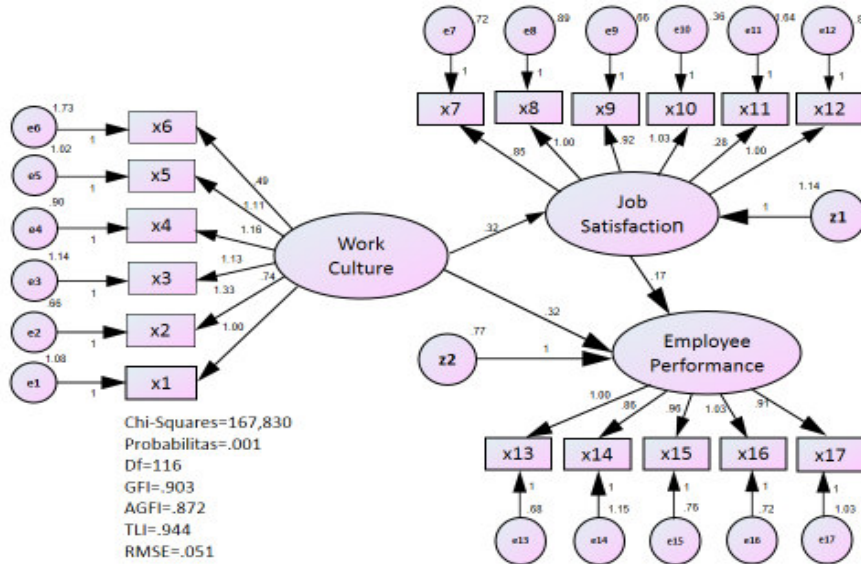 .72
.89
.66
.36
1.64
e7
e8
e9
e10
e11
e12
1
1
1
1
1
1
x7
x8
x9
x10
x11
x12
.85
1.00
.92
1.03
.28
1.00
1.73
e6
1
x6
1.02
e5
1
x5
.90
e4
1
x4
1.14
e3
1
x3
.66
e2
1
x2
1.08
e1
1
x1
.49
1.11
1.16
1.13
.74
1.33
1.00
Work
Culture
.32
Job
Satisfaction
1.14
1
z1
.17
.32
.77
z2
1
Employee
Performance
1.00
.86
.96
1.03
.91
x13
x14
x15
x16
x17
1
1
1
1
1
.68
1.15
.76
.72
1.03
e13
e14
e15
e16
e17
Chi-Squares=167,830
Probabilitas=.001
Df=116
GFI=.903
AGFI=.872
TLI=.944
RMSE=.051